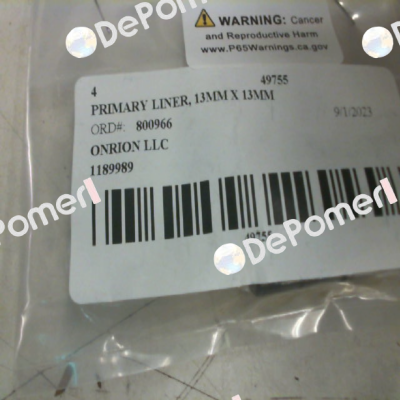 WARNING: Cancer
and Reproductive Harm
www.P65Warnings.ca.gov
4 49755
PRIMARY LINER, 13MM X 13MM
ORD#: 800966 9/1/2023
ONRION LLC
1189989
49755
DePomer
DePomer
DePomer
DePomer